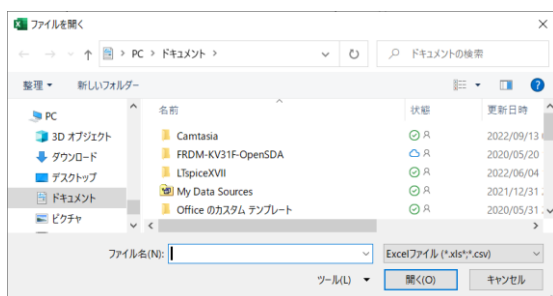 ファイルを開く
PC > ドキュメント >
ドキュメントの検索
整理 新しいフォルダー
名前 状態 更新日時
PC
3D オブジェクト
ダウンロード
デスクトップ
ドキュメント
ピクチャ
Camtasia 2022/09/13
FRDM-KV31F-OpenSDA 2020/05/20
LTspiceXVII 2022/06/04
My Data Sources 2021/12/31
Office のカスタム テンプレート 2020/05/31
ファイル名(N):
Excelファイル (*.xls*;*.csv)
ツール(L) 開く(O) キャンセル